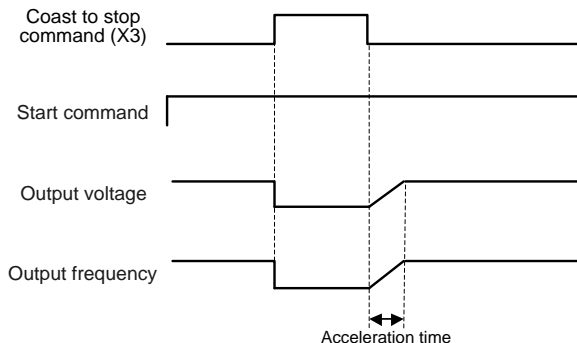 Coast to stop
command (X3)
Start command
Output voltage
Output frequency
Acceleration time